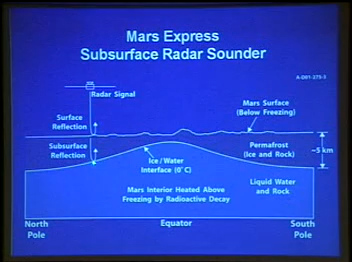 Mars Express
Subsurface Radar Sounder
A-D01-275-3
Radar Signal
Mars Surface
(Below Freezing)
Surface
Reflection
Subsurface
Reflection
Permafrost
(Ice and Rock)
~5 km
Ice/Water
Interface (0°C)
Liquid Water
and Rock
Mars Interior Heated Above
Freezing by Radioactive Decay
North
Pole
Equator
South
Pole